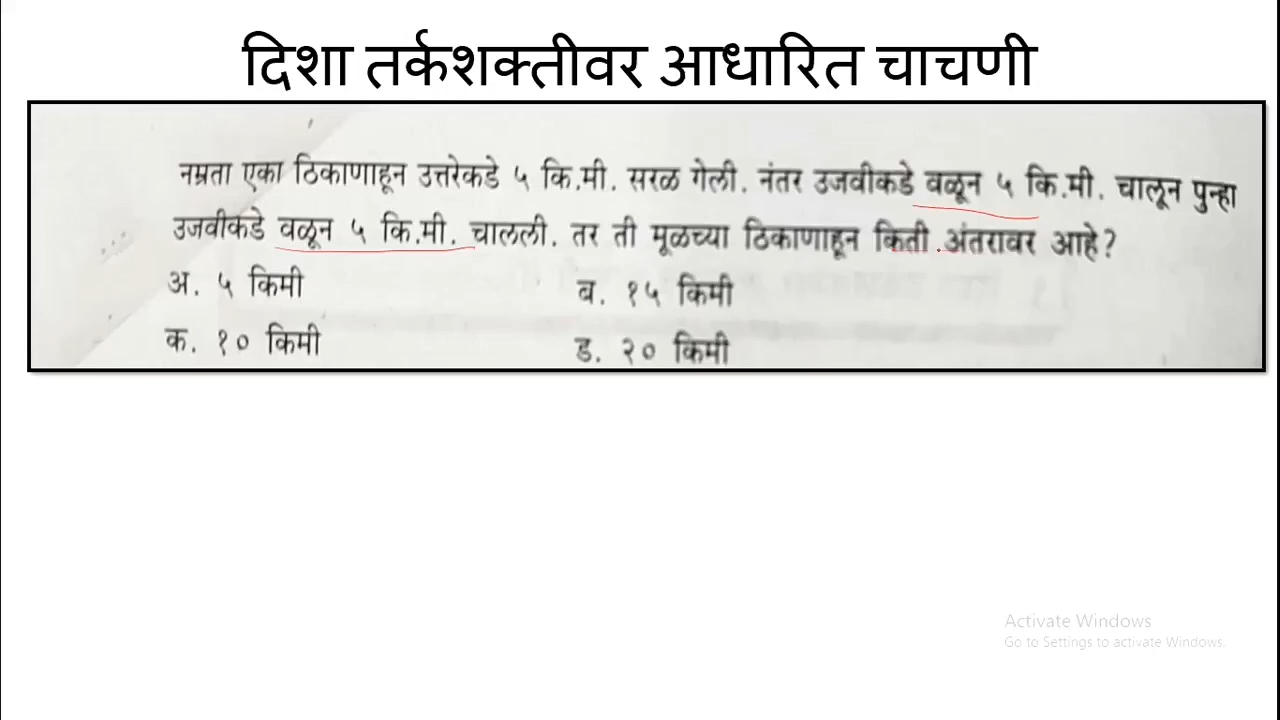 दिशा तर्कशक्तीवर आधारित चाचणी
नम्रता एका ठिकाणाहून उत्तरेकडे ५ कि.मी. सरळ गेली. नंतर उजवीकडे वळून ५ कि.मी. चालून पुन्हा
उजवीकडे वळून ५ कि.मी. चालली. तर ती मूळच्या ठिकाणाहून किती अंतरावर आहे?
अ. ५ किमी ब. १५ किमी
क. १० किमी ड. २० किमी
Activate Windows
Go to Settings to activate Windows.